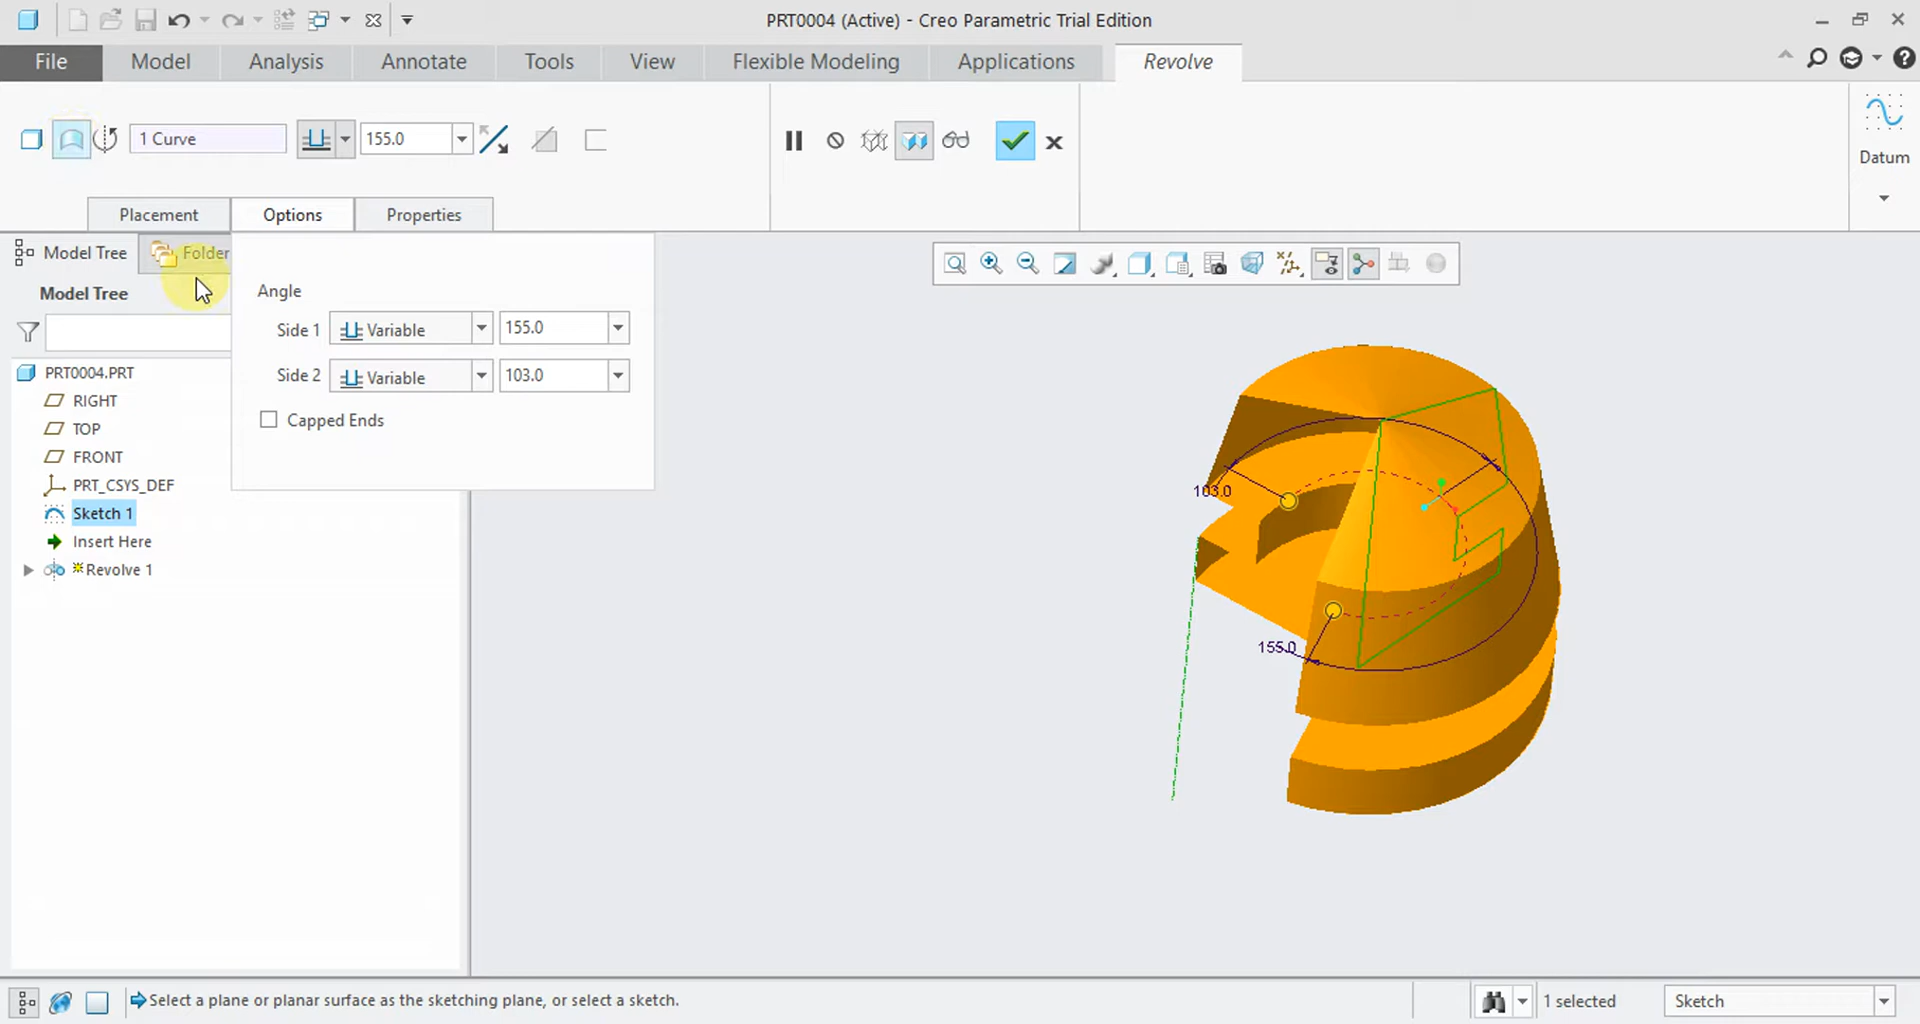 PRT0004 (Active) - Creo Parametric Trial Edition
File Model Analysis Annotate Tools View Flexible Modeling Applications Revolve
1 Curve 155.0
Datum
Placement Options Properties
Model Tree Folder
Model Tree
Angle
Side 1 Variable 155.0
Side 2 Variable 103.0
Capped Ends
PRT0004.PRT
RIGHT
TOP
FRONT
PRT_CSYS_DEF
Sketch 1
Insert Here
Revolve 1
103.0
155.0
Select a plane or planar surface as the sketching plane, or select a sketch.
1 selected
Sketch